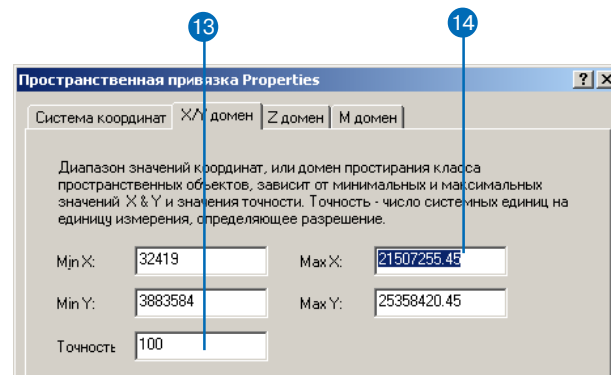 13
14
Пространственная привязка Properties
? X
Система координат X/Y домен Z домен М домен
Диапазон значений координат, или домен простирания класса
пространственных объектов, зависит от минимальных и максимальных
значений X & Y и значения точности. Точность - число системных единиц на
единицу измерения, определяющее разрешение.
Min X: 32419 Max X: 21507255.45
Min Y: 3883584 Max Y: 25358420.45
Точность 100